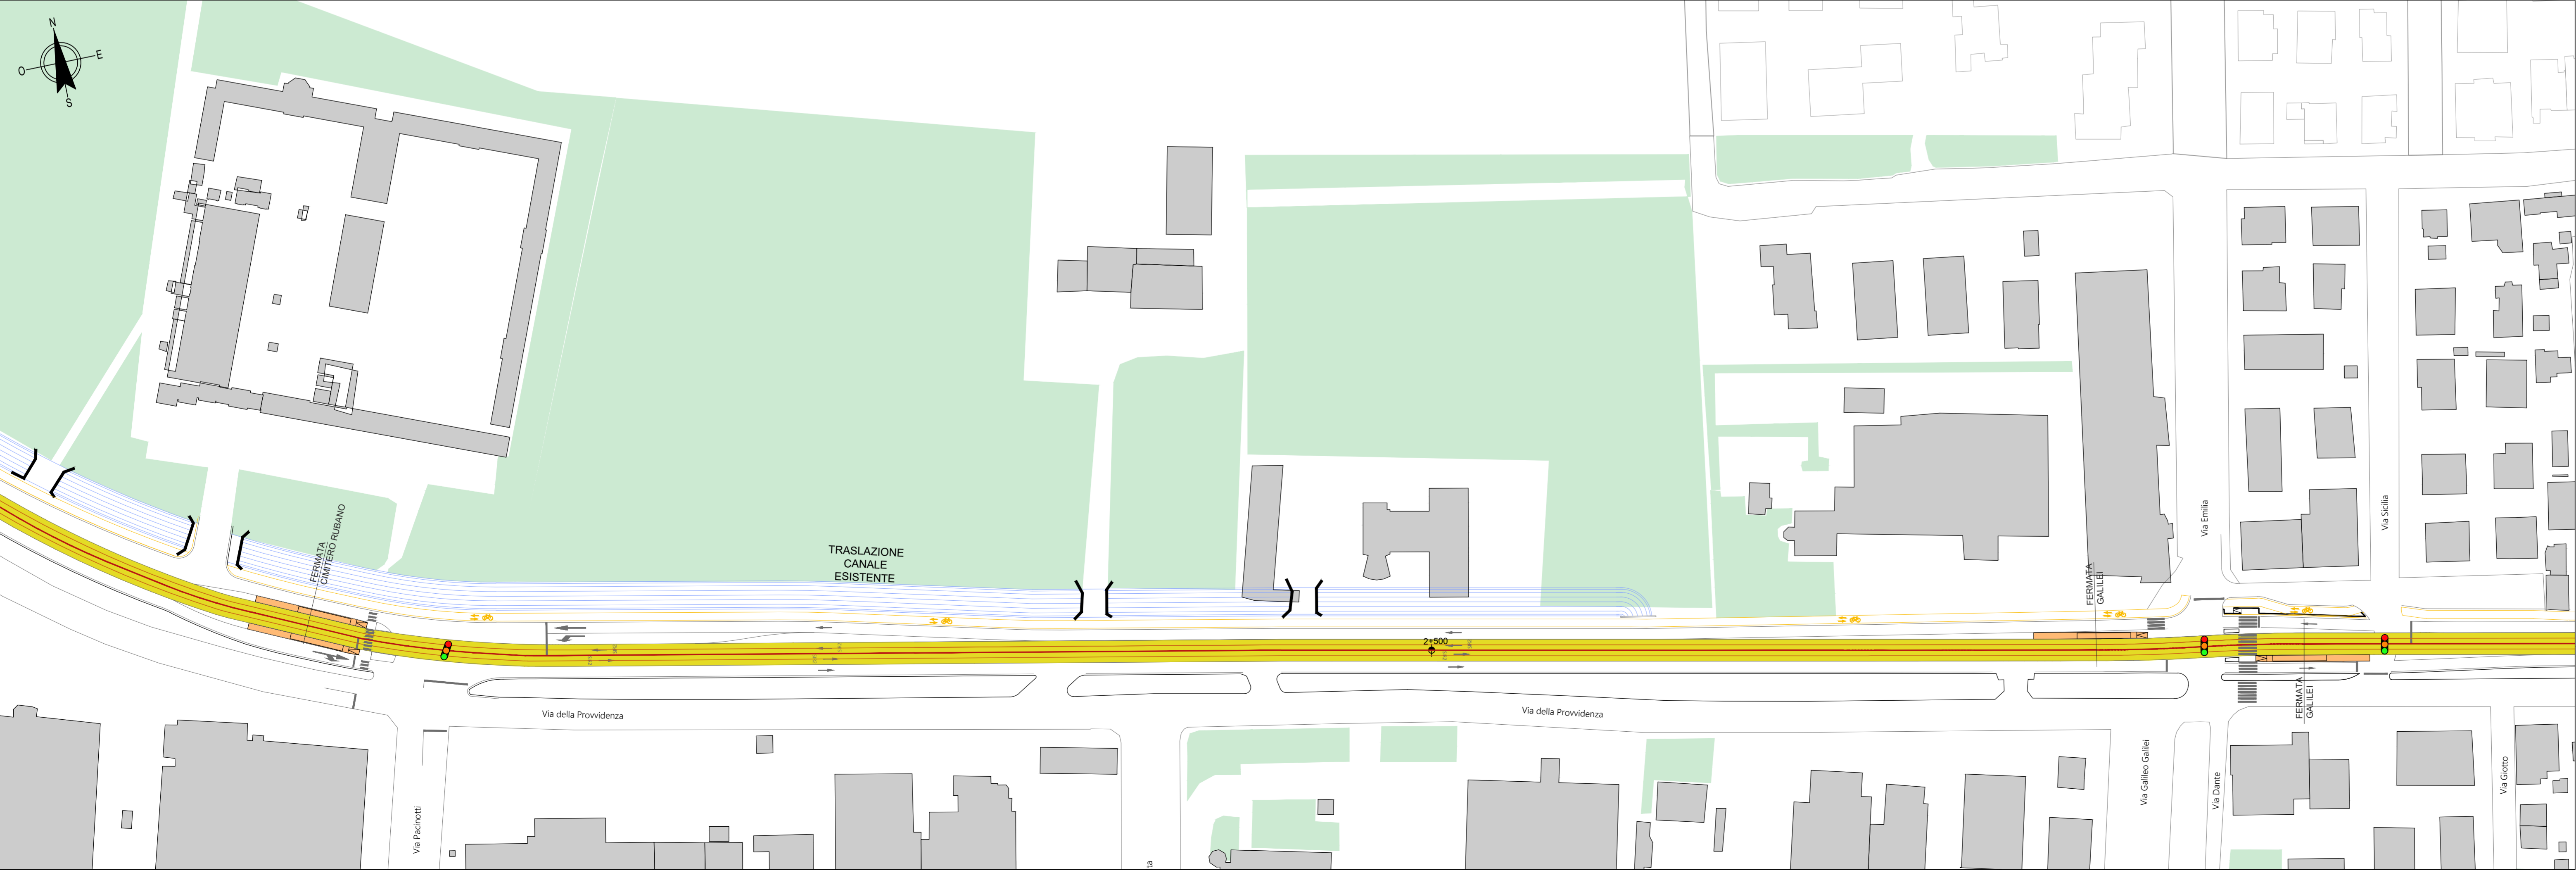 N
E
O
S
FERMATA
CIMITERO RUBANO
TRASLAZIONE
CANALE
ESISTENTE
2+500
FERMATA
GALILEI
Via Emilia
Via Sicilia
FERMATA
GALILEI
Via della Provvidenza
Via della Provvidenza
Via Pacinotti
Via Galileo Galilei
Via Dante
Via Giotto